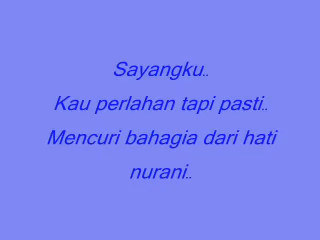 Sayangku..
Kau perlahan tapi pasti..
Mencuri bahagia dari hati
nurani..